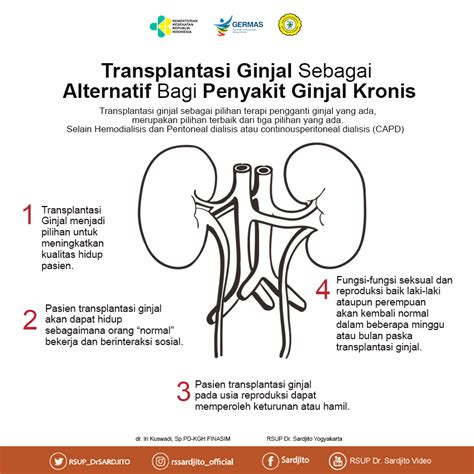 KEMENTERIAN
KESEHATAN
REPUBLIK
INDONESIA
GERMAS
Transplantasi Ginjal Sebagai
Alternatif Bagi Penyakit Ginjal Kronis
Transplantasi ginjal sebagai pilihan terapi pengganti ginjal yang ada,
merupakan pilihan terbaik dari tiga pilihan yang ada.
Selain Hemodialisis dan Peritoneal dialisis atau continousperitoneal dialisis (CAPD)
1 Transplantasi
Ginjal menjadi
pilihan untuk
meningkatkan
kualitas hidup
pasien.
2 Pasien transplantasi ginjal
akan dapat hidup
sebagaimana orang “normal”
bekerja dan berinteraksi sosial.
3 Pasien transplantasi ginjal
pada usia reproduksi dapat
memperoleh keturunan atau hamil.
4 Fungsi-fungsi seksual dan
reproduksi baik laki-laki
ataupun perempuan
akan kembali normal
dalam beberapa minggu
atau bulan paska
transplantasi ginjal.
dr. Iri Kuswadi, Sp.PD-KGH.FINASIM
RSUP Dr. Sardjito Yogyakarta
RSUP_DrSARDJITO
rssardjito_official
Sardjito
RSUP Dr. Sardjito Video